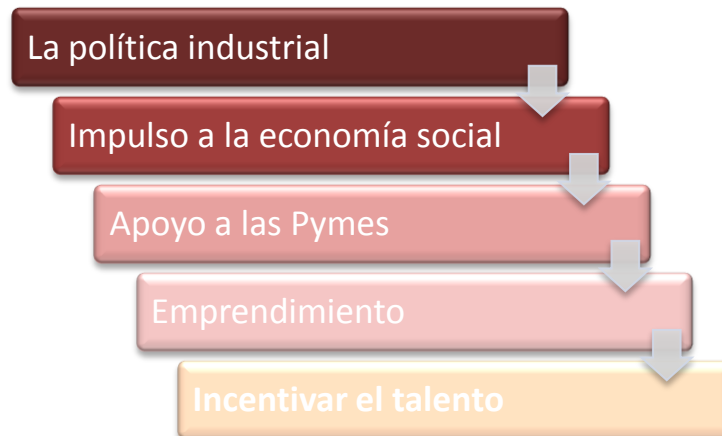 La política industrial
Impulso a la economía social
Apoyo a las Pymes
Emprendimiento
Incentivar el talento